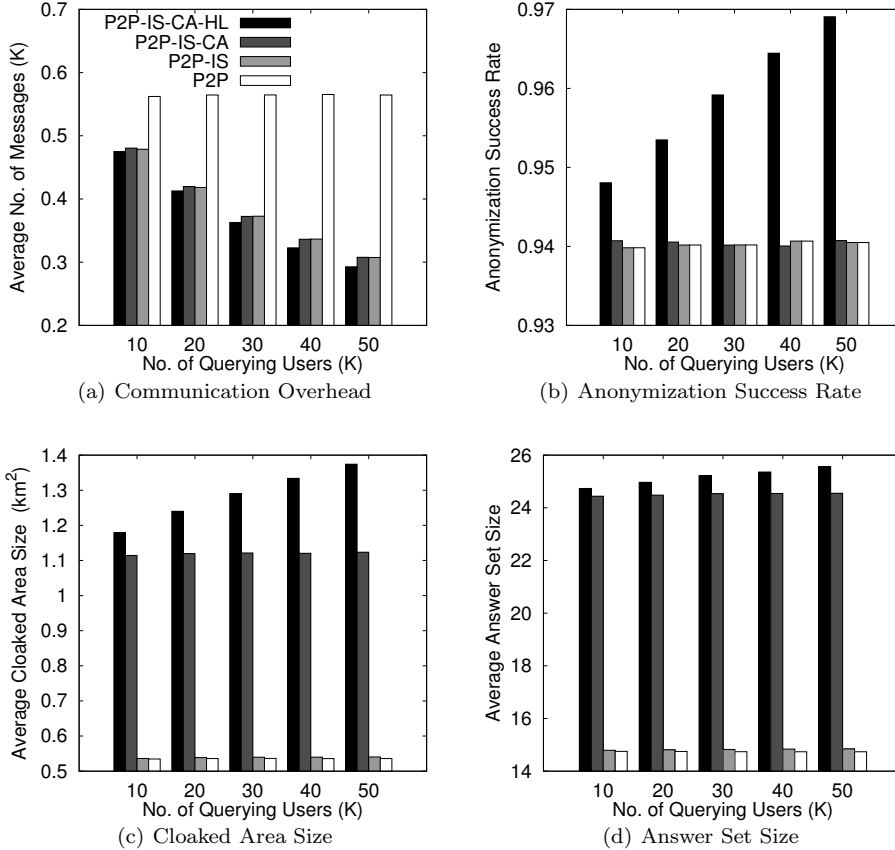 P2P-IS-CA-HL
P2P-IS-CA
P2P-IS
P2P
Average No. of Messages (K)
0.6
0.5
0.4
0.3
0.2
10 20 30 40 50
No. of Querying Users (K)
(a) Communication Overhead
Anonymization Success Rate
0.97
0.96
0.95
0.94
0.93
10 20 30 40 50
No. of Querying Users (K)
(b) Anonymization Success Rate
Average Cloaked Area Size (km²)
1.4
1.3
1.2
1.1
1
0.9
0.8
0.7
0.6
0.5
10 20 30 40 50
No. of Querying Users (K)
(c) Cloaked Area Size
Average Answer Set Size
26
24
22
20
18
16
14
10 20 30 40 50
No. of Querying Users (K)
(d) Answer Set Size